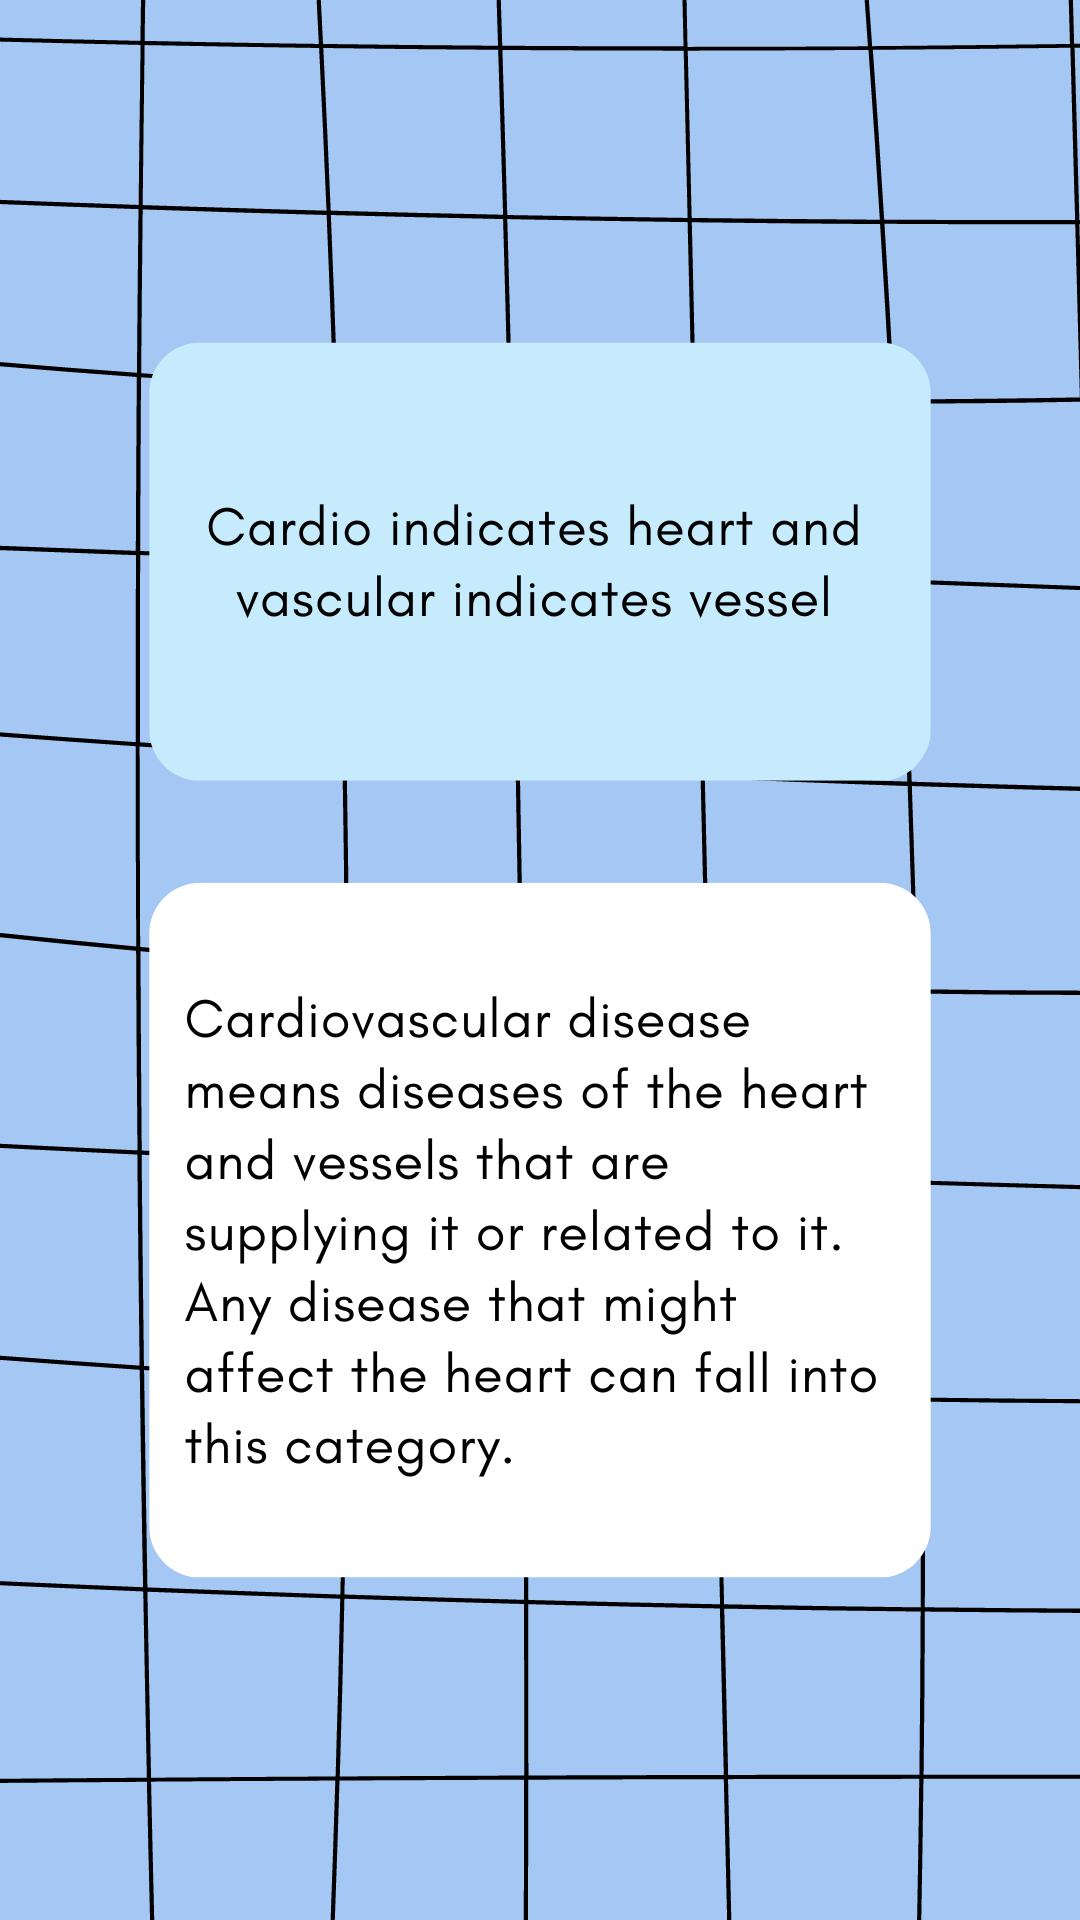 Cardio indicates heart and
vascular indicates vessel
Cardiovascular disease
means diseases of the heart
and vessels that are
supplying it or related to it.
Any disease that might
affect the heart can fall into
this category.